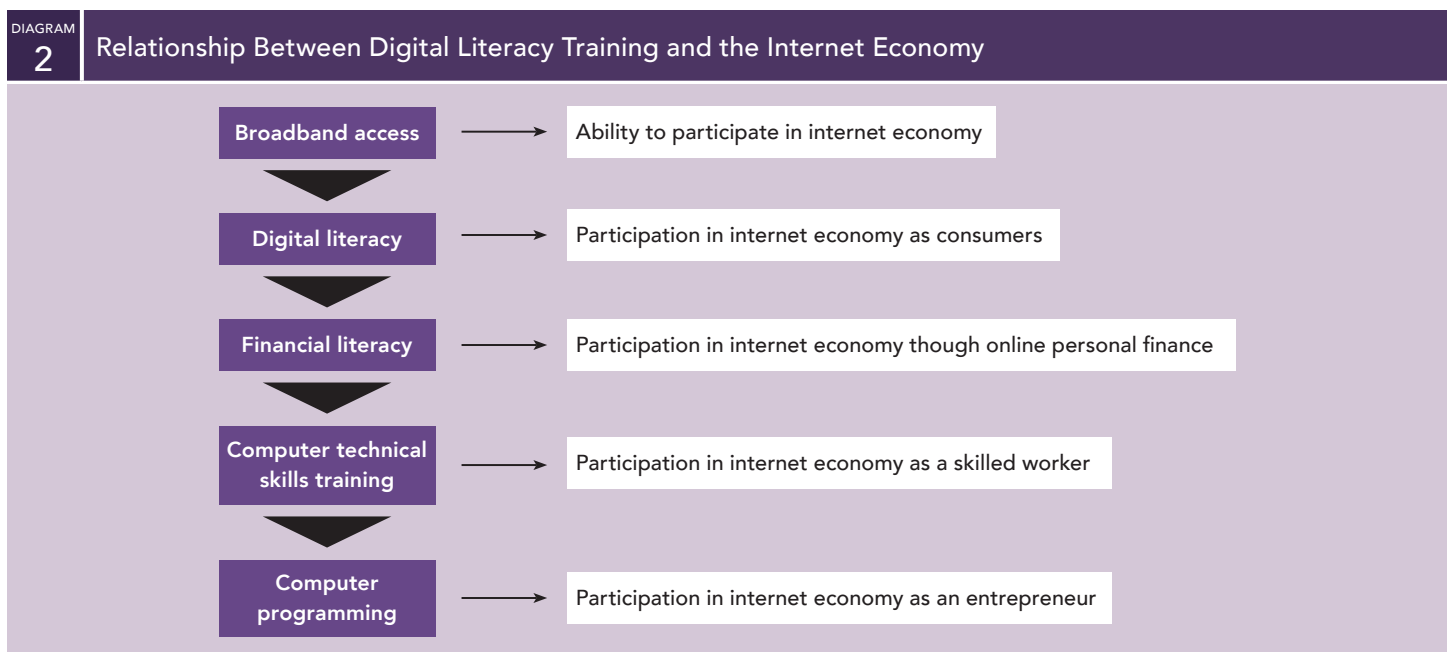 DIAGRAM
2
Relationship Between Digital Literacy Training and the Internet Economy
Broadband access
Ability to participate in internet economy
Digital literacy
Participation in internet economy as consumers
Financial literacy
Participation in internet economy though online personal finance
Computer technical
skills training
Participation in internet economy as a skilled worker
Computer
programming
Participation in internet economy as an entrepreneur